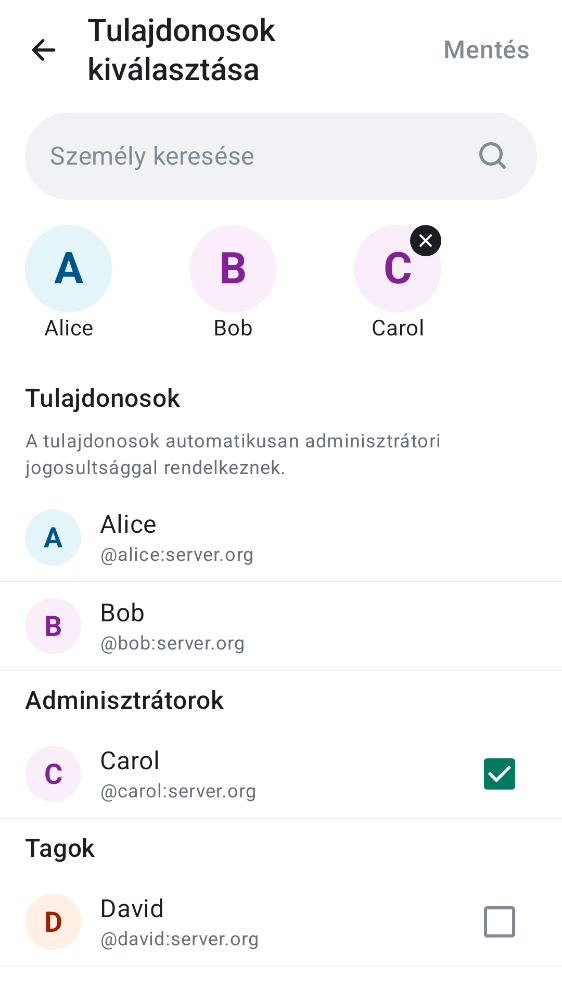 Tulajdonosok
kiválasztása
Mentés
Személy keresése
A
B
C
Alice
Bob
Carol
Tulajdonosok
A tulajdonosok automatikusan adminisztrátori
jogosultsággal rendelkeznek.
A
Alice
@alice:server.org
B
Bob
@bob:server.org
Adminisztrátorok
C
Carol
@carol:server.org
Tagok
D
David
@david:server.org